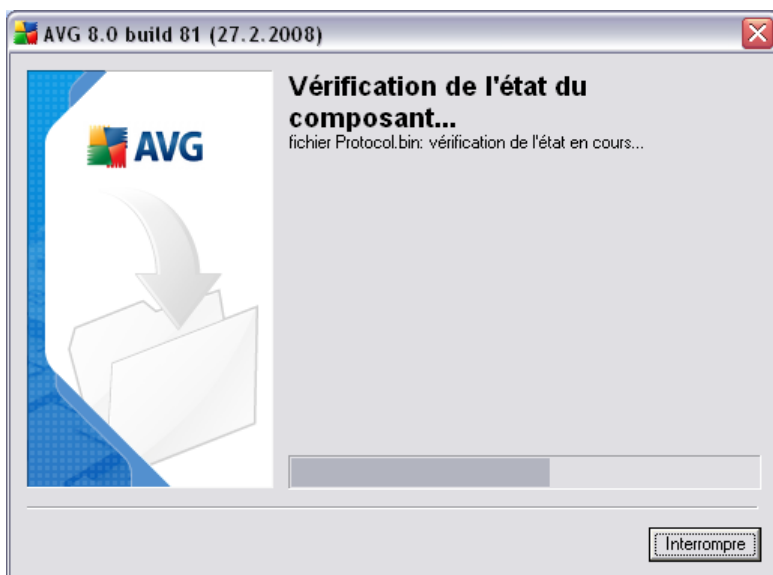 AVG 8.0 build 81 (27.2.2008)
AVG
Vérification de l'état du
composant...
fichier Protocol.bin: vérification de l'état en cours...
Interrompre